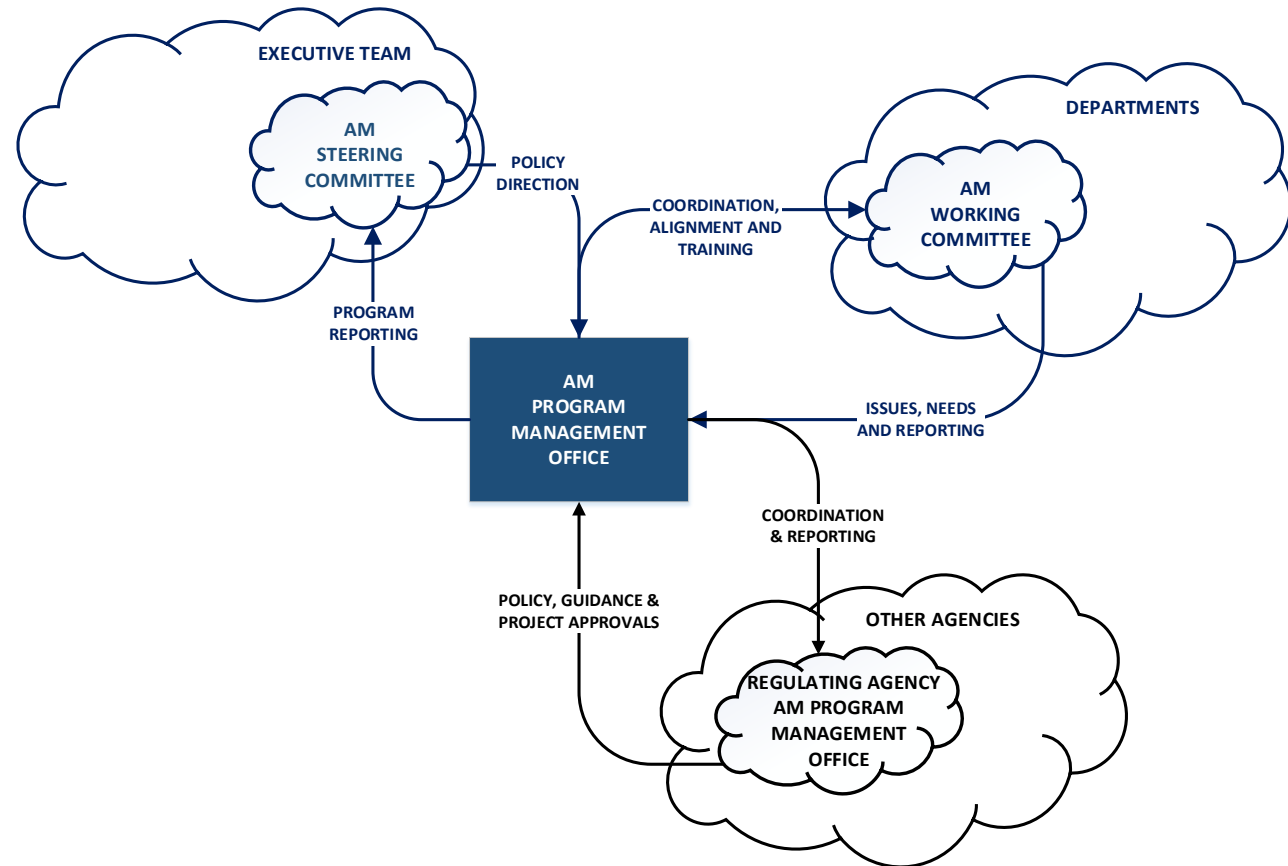 EXECUTIVE TEAM
AM
STEERING
COMMITTEE
POLICY
DIRECTION
DEPARTMENTS
AM
WORKING
COMMITTEE
COORDINATION,
ALIGNMENT AND
TRAINING
PROGRAM
REPORTING
AM
PROGRAM
MANAGEMENT
OFFICE
ISSUES, NEEDS
AND REPORTING
COORDINATION
& REPORTING
POLICY, GUIDANCE &
PROJECT APPROVALS
OTHER AGENCIES
REGULATING AGENCY
AM PROGRAM
MANAGEMENT
OFFICE